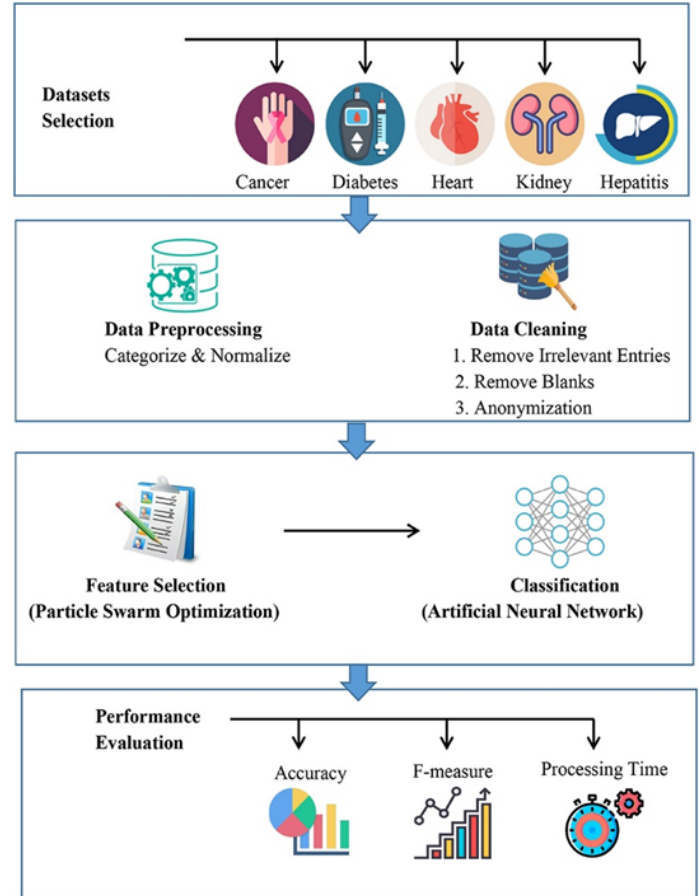 Datasets
Selection
Cancer
Diabetes
Heart
Kidney
Hepatitis
Data Preprocessing
Categorize & Normalize
Data Cleaning
1. Remove Irrelevant Entries
2. Remove Blanks
3. Anonymization
Feature Selection
(Particle Swarm Optimization)
Classification
(Artificial Neural Network)
Performance
Evaluation
Accuracy
F-measure
Processing Time